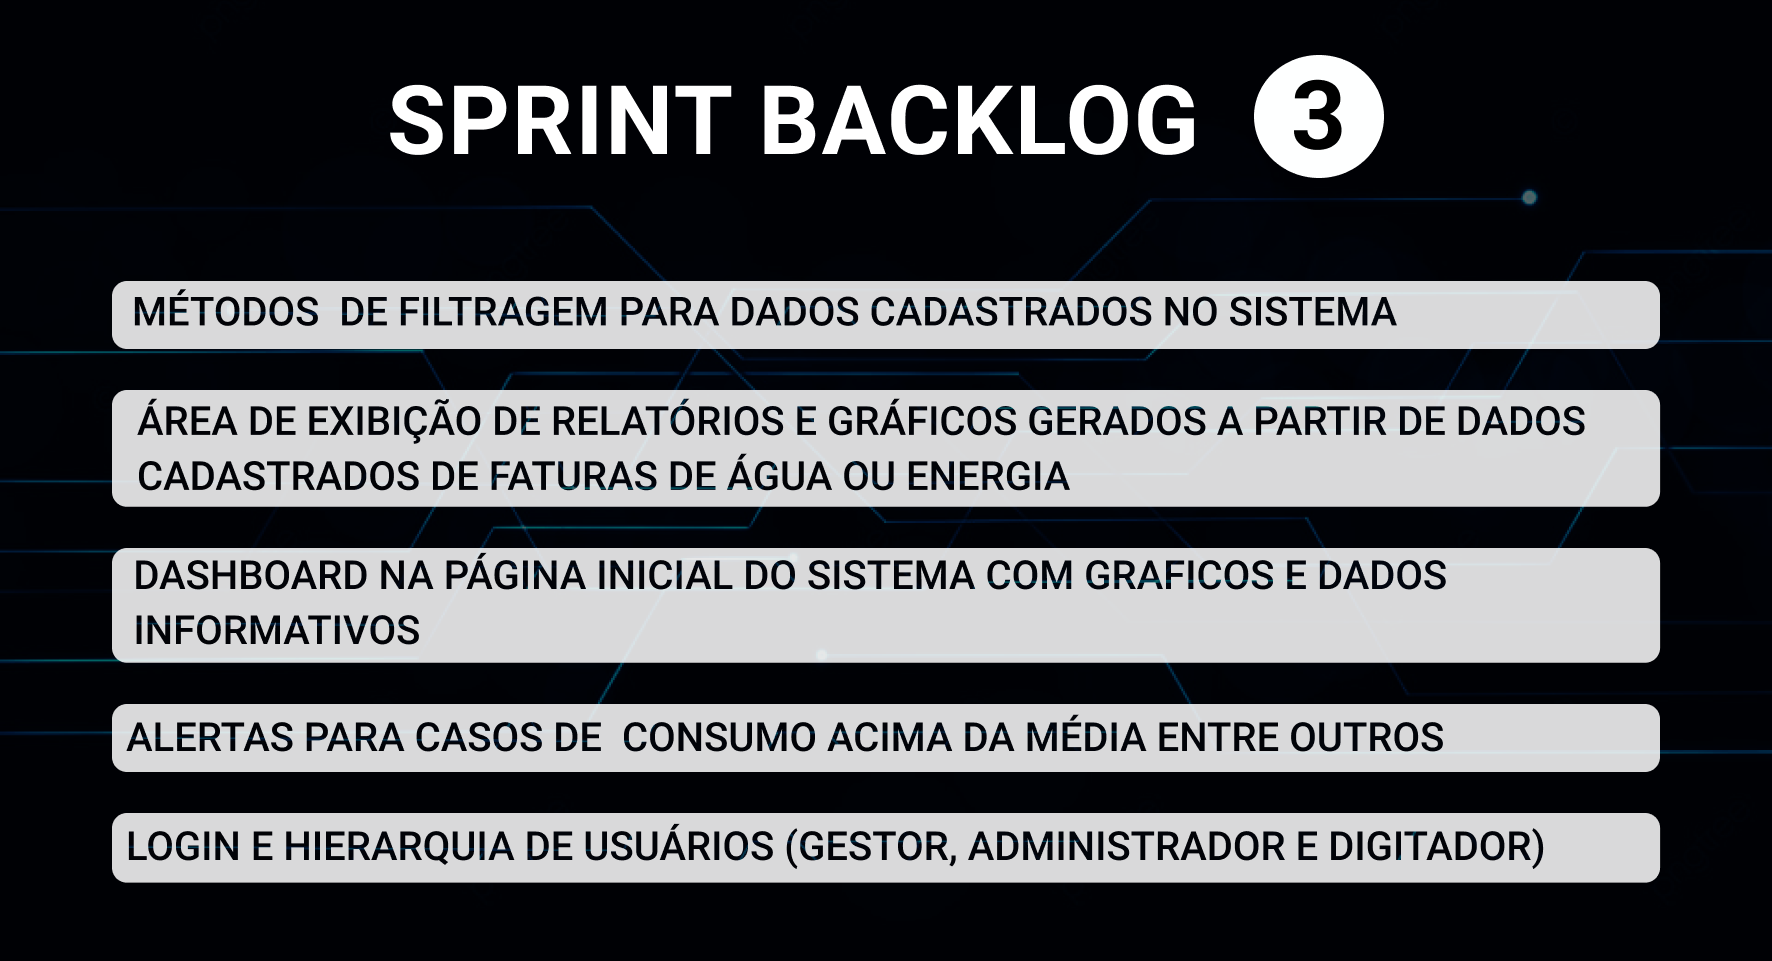 SPRINT BACKLOG 3
MÉTODOS DE FILTRAGEM PARA DADOS CADASTRADOS NO SISTEMA
ÁREA DE EXIBIÇÃO DE RELATÓRIOS E GRÁFICOS GERADOS A PARTIR DE DADOS
CADASTRADOS DE FATURAS DE ÁGUA OU ENERGIA
DASHBOARD NA PÁGINA INICIAL DO SISTEMA COM GRAFICOS E DADOS
INFORMATIVOS
ALERTAS PARA CASOS DE CONSUMO ACIMA DA MÉDIA ENTRE OUTROS
LOGIN E HIERARQUIA DE USUÁRIOS (GESTOR, ADMINISTRADOR E DIGITADOR)